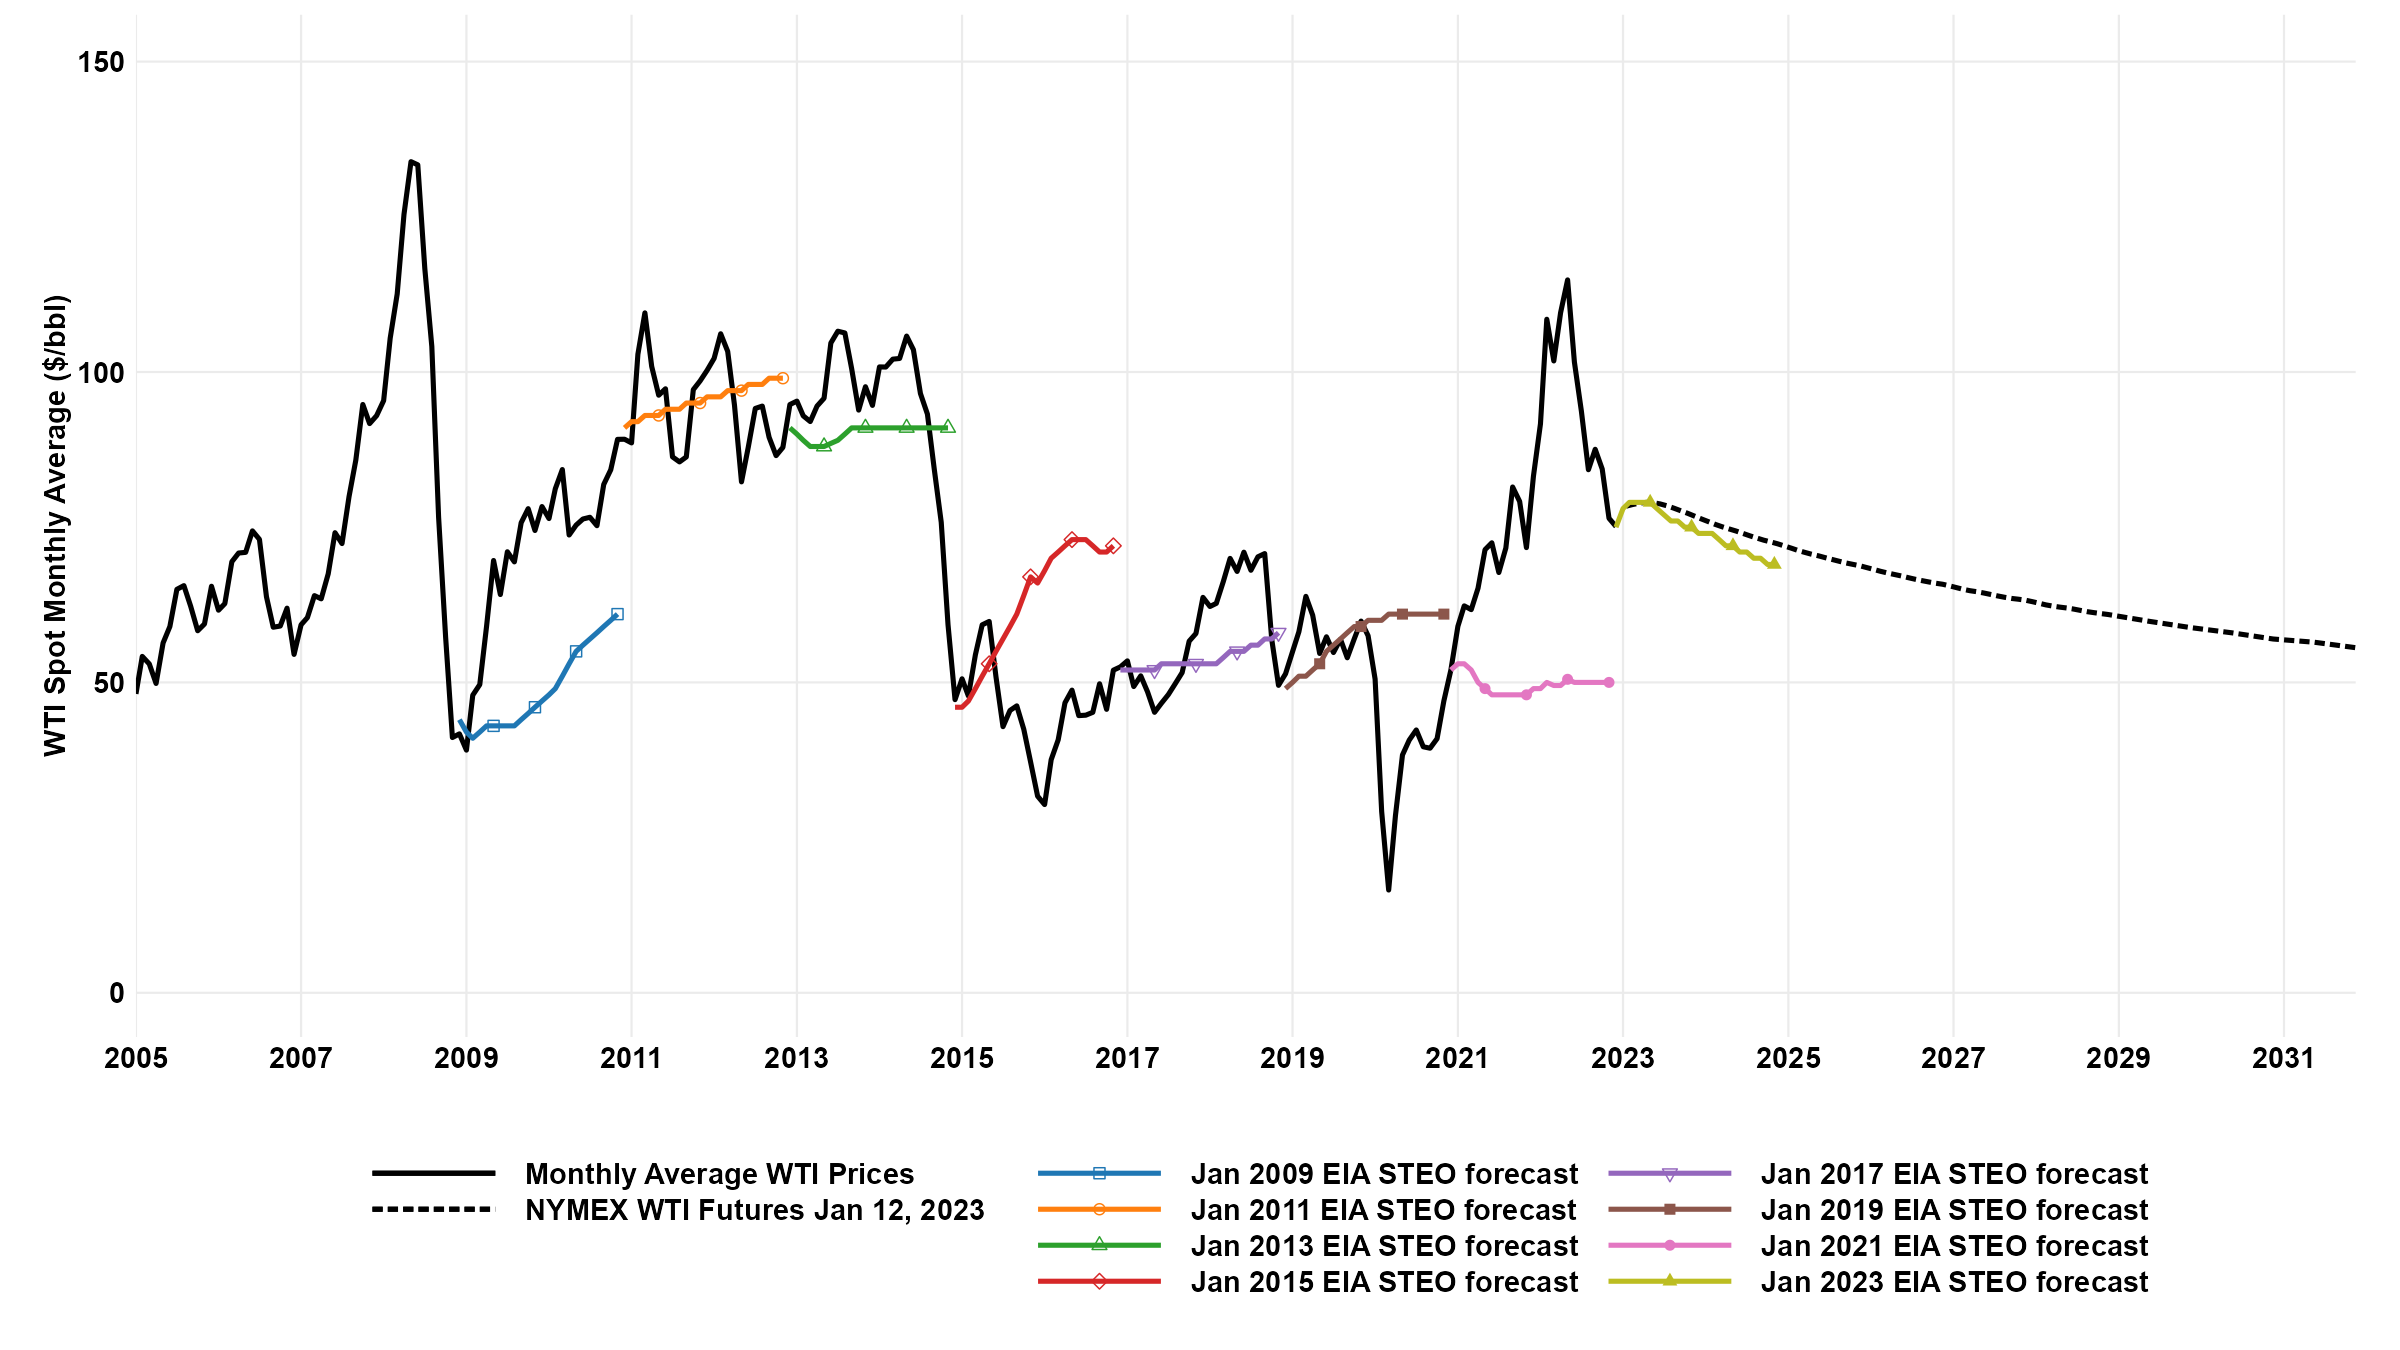 WTI Spot Monthly Average ($/bbl)
150
100
50
0
2005
2007
2009
2011
2013
2015
2017
2019
2021
2023
2025
2027
2029
2031
Monthly Average WTI Prices
NYMEX WTI Futures Jan 12, 2023
Jan 2009 EIA STEO forecast
Jan 2011 EIA STEO forecast
Jan 2013 EIA STEO forecast
Jan 2015 EIA STEO forecast
Jan 2017 EIA STEO forecast
Jan 2019 EIA STEO forecast
Jan 2021 EIA STEO forecast
Jan 2023 EIA STEO forecast